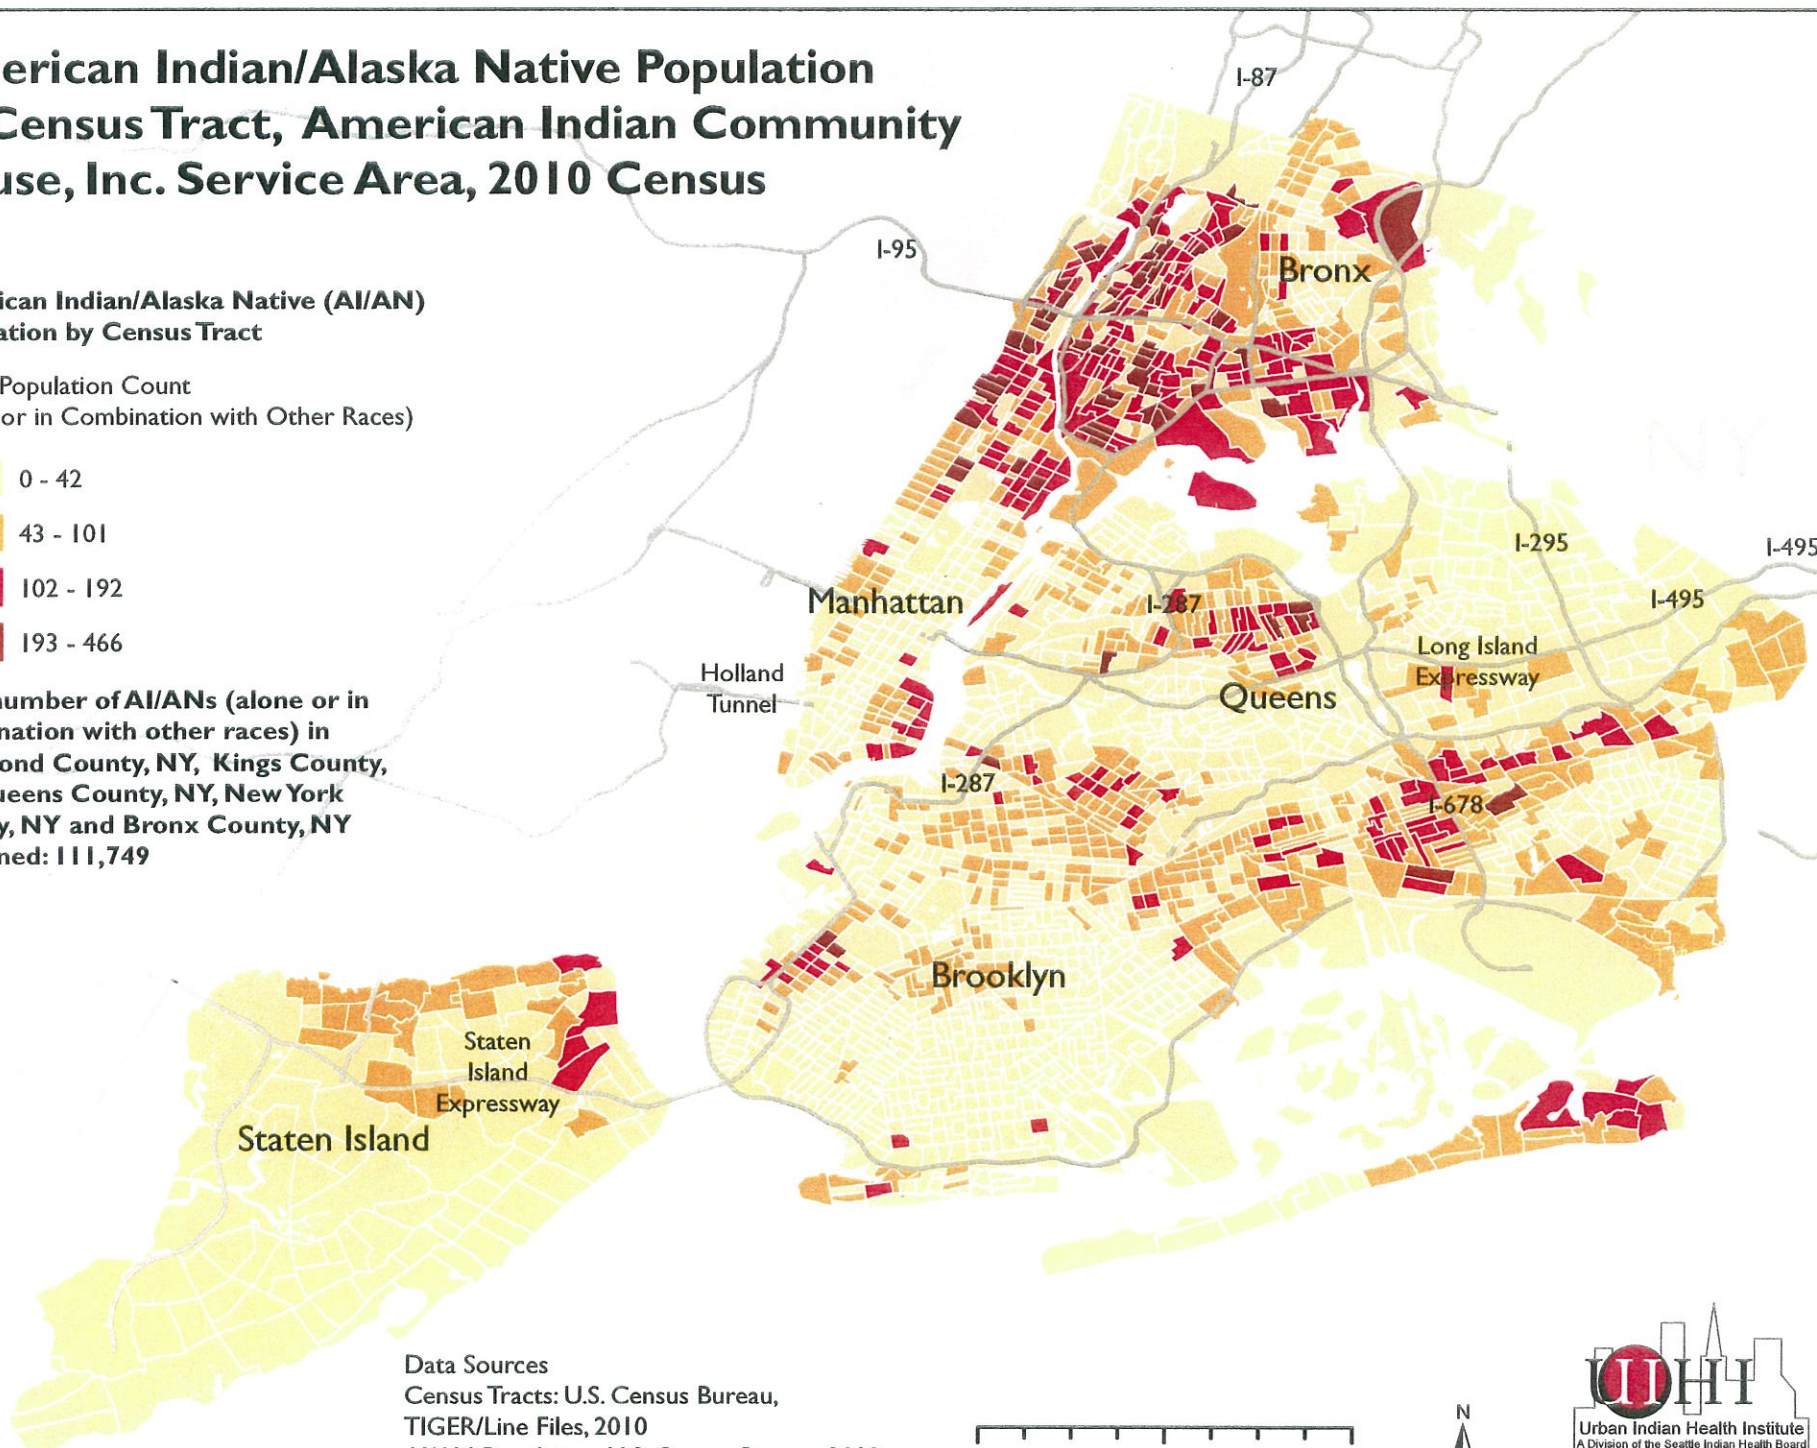 erican Indian/Alaska Native Population
Census Tract, American Indian Community
use, Inc. Service Area, 2010 Census
ican Indian/Alaska Native (AI/AN)
ation by Census Tract
Population Count
or in Combination with Other Races)
0 - 42
43 - 101
102 - 192
193 - 466
number of AI/ANs (alone or in
nation with other races) in
ond County, NY, Kings County,
ueens County, NY, New York
y, NY and Bronx County, NY
ned: 111,749
I-87
I-95
Bronx
NY
I-295
I-495
I-495
Manhattan
I-287
Long Island
Expressway
Holland
Tunnel
Queens
I-287
I-678
Brooklyn
Staten
Island
Expressway
Staten Island
Data Sources
Census Tracts: U.S. Census Bureau,
TIGER/Line Files, 2010
N
UIHI
Urban Indian Health Institute
A Division of the Seattle Indian Health Board